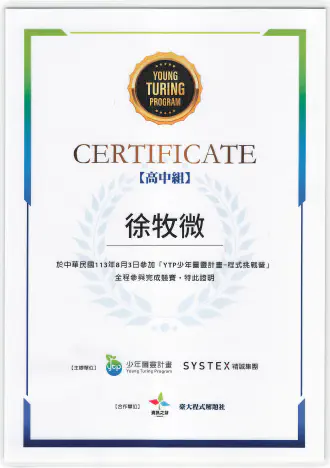 YOUNG
TURING
PROGRAM
CERTIFICATE
【高中組】
徐牧微
於中華民國113年8月3日參加「YTP少年圖靈計畫-程式挑戰營」
全程參與完成競賽，特此證明
【主辦單位】 ytp 少年圖靈計畫 SYSTEX 精誠集團
Young Turing Program
【合作單位】 資訊之芽 臺大程式解題社